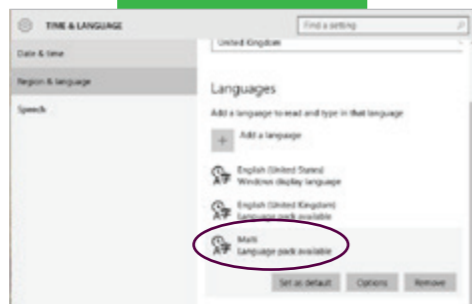 TIME & LANGUAGE
Find a setting
Date & time
Region & language
Speech
United Kingdom
Languages
Add a language to read and type in that language
Add a language
English (United States)
Windows display language
English (United Kingdom)
Language pack available
Malti
Language pack available
Set as default
Options
Remove